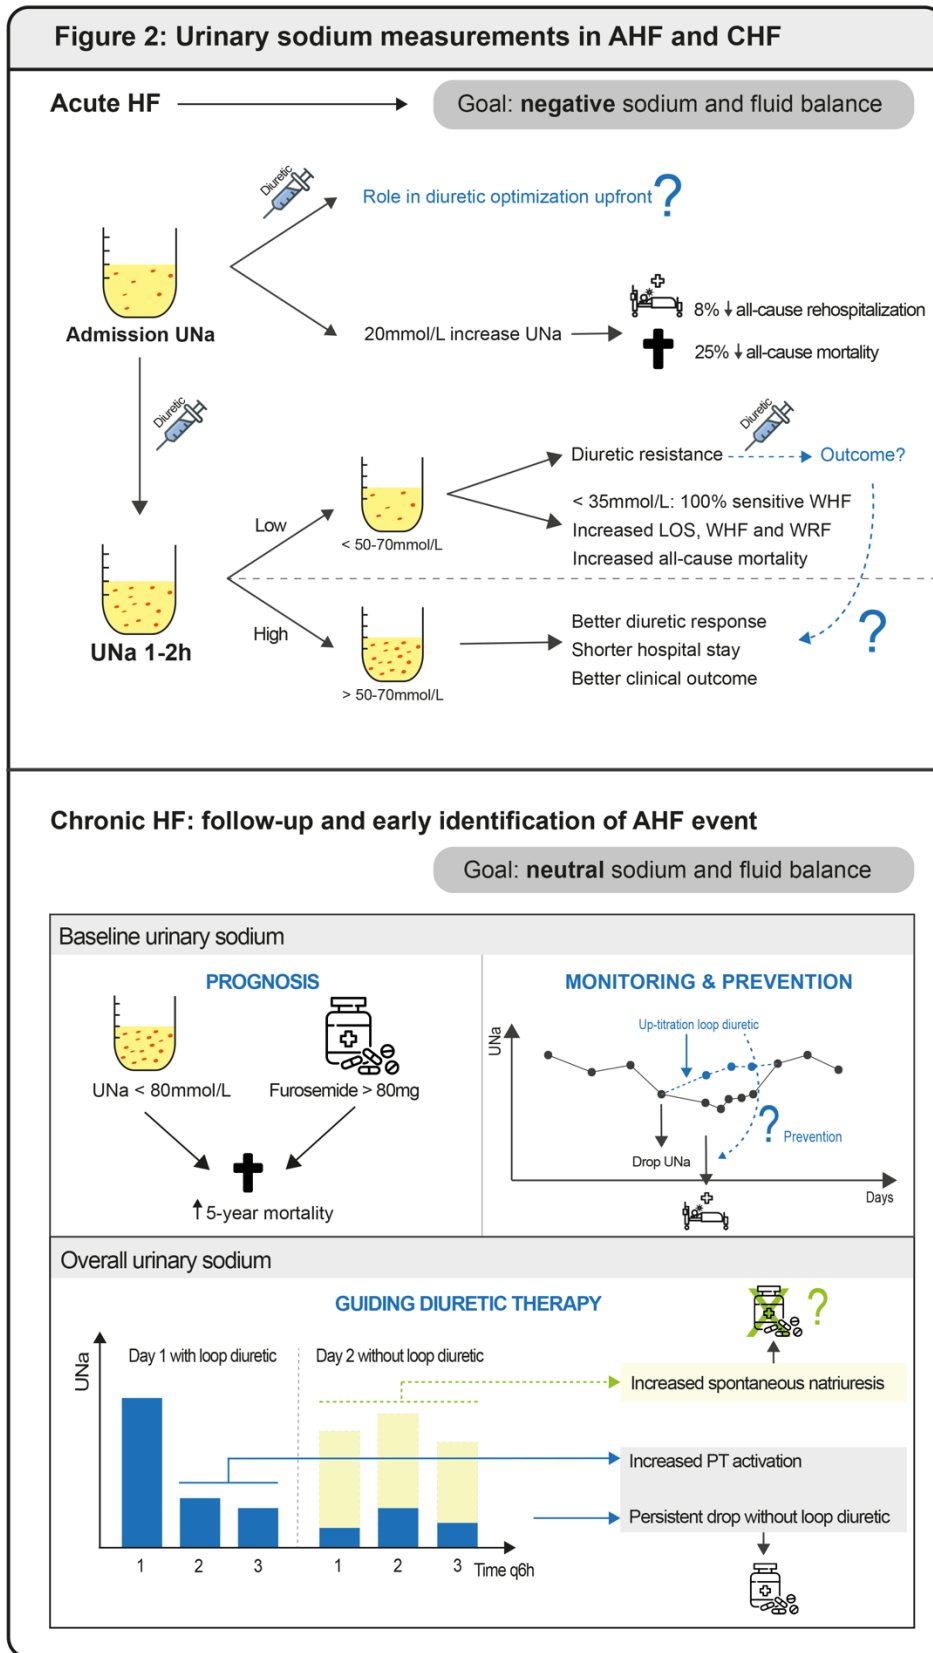 Figure 2: Urinary sodium measurements in AHF and CHF
Acute HF
Goal: negative sodium and fluid balance
Diuretic
Role in diuretic optimization upfront ?
Admission UNa
20mmol/L increase UNa
8% ↓ all-cause rehospitalization
25% ↓ all-cause mortality
Diuretic
Diuretic
Low
< 50-70mmol/L
Diuretic resistance
Outcome?
< 35mmol/L: 100% sensitive WHF
Increased LOS, WHF and WRF
Increased all-cause mortality
UNa 1-2h
High
> 50-70mmol/L
Better diuretic response
Shorter hospital stay
Better clinical outcome
?
Chronic HF: follow-up and early identification of AHF event
Goal: neutral sodium and fluid balance
Baseline urinary sodium
PROGNOSIS
UNa < 80mmol/L
Furosemide > 80mg
↑ 5-year mortality
MONITORING & PREVENTION
UNa
Up-titration loop diuretic
? Prevention
Drop UNa
Days
Overall urinary sodium
GUIDING DIURETIC THERAPY
?
UNa
Day 1 with loop diuretic
Day 2 without loop diuretic
Increased spontaneous natriuresis
Increased PT activation
Persistent drop without loop diuretic
1 2 3 1 2 3 Time q6h